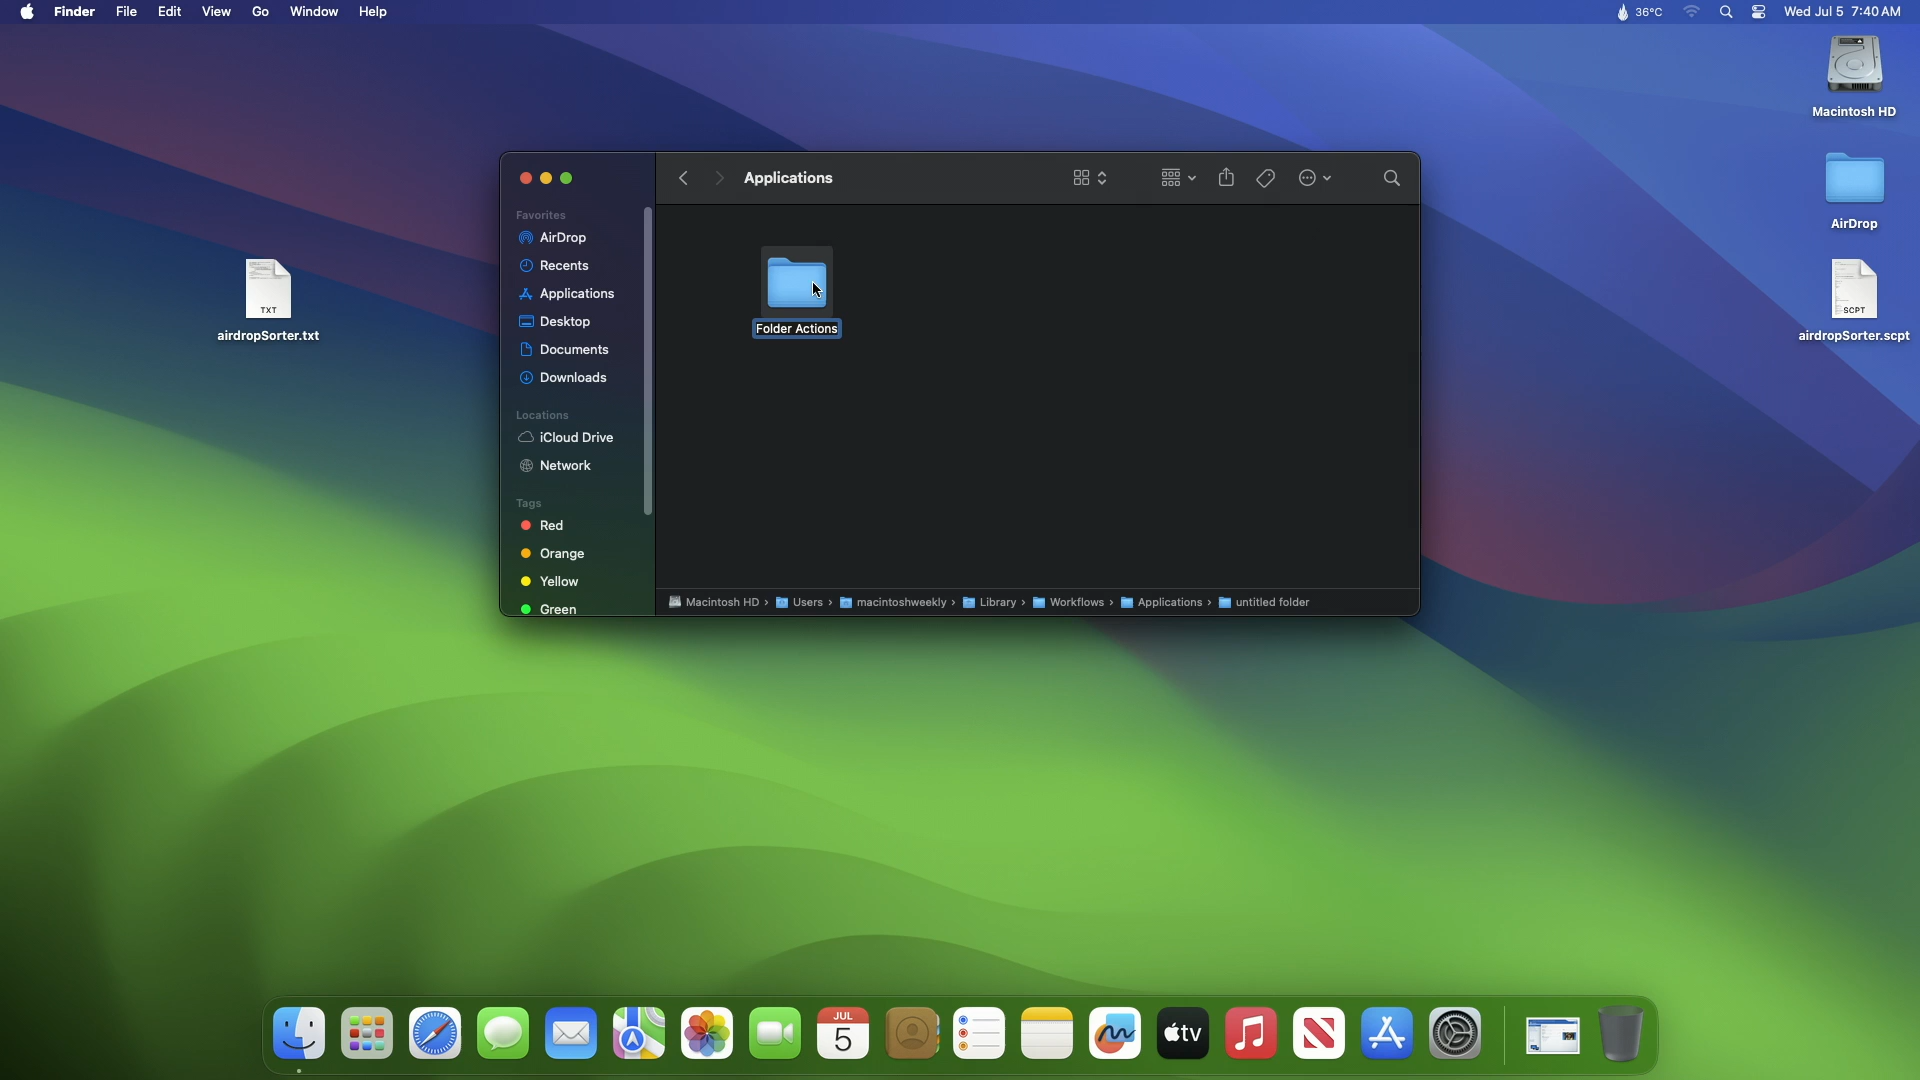 Finder File Edit View Go Window Help
36°C Wed Jul 5 7:40 AM
Macintosh HD
AirDrop
SCPT
airdropSorter.scpt
TXT
airdropSorter.txt
Applications
Favorites
AirDrop
Recents
Applications
Desktop
Documents
Downloads
Locations
iCloud Drive
Network
Tags
Red
Orange
Yellow
Green
Folder Actions
Macintosh HD › Users › macintoshweekly › Library › Workflows › Applications › untitled folder
JUL
5
tv